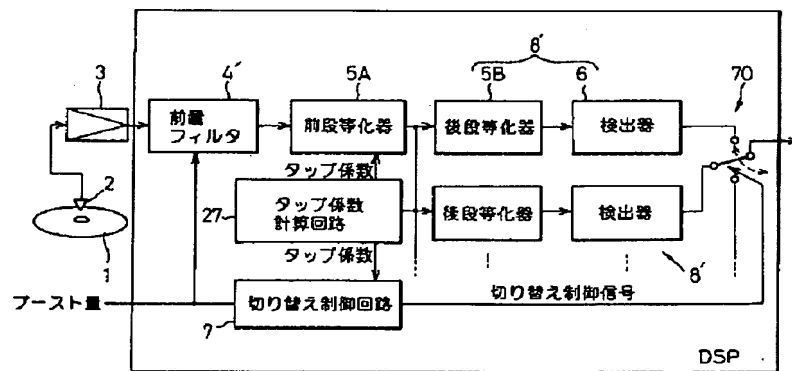 8′
3
4′
5A
5B
6
70
前置
フィルタ
前段等化器
後段等化器
検出器
タップ係数
2
27
タップ係数
計算回路
後段等化器
検出器
1
タップ係数
8′
ブースト量
切り替え制御回路
切り替え制御信号
7
DSP